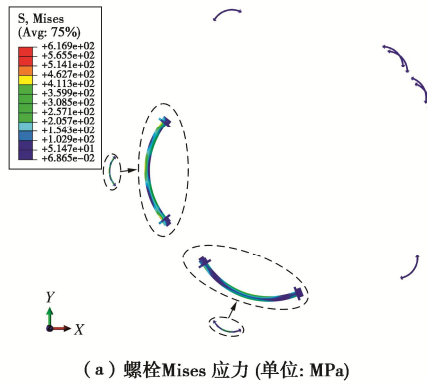 S, Mises
(Avg: 75%)
+6.169e+02
+5.655e+02
+5.141e+02
+4.627e+02
+4.113e+02
+3.599e+02
+3.085e+02
+2.571e+02
+2.057e+02
+1.543e+02
+1.029e+02
+5.147e+01
+6.865e-02
Y
X
(a)螺栓Mises 应力 (单位: MPa)